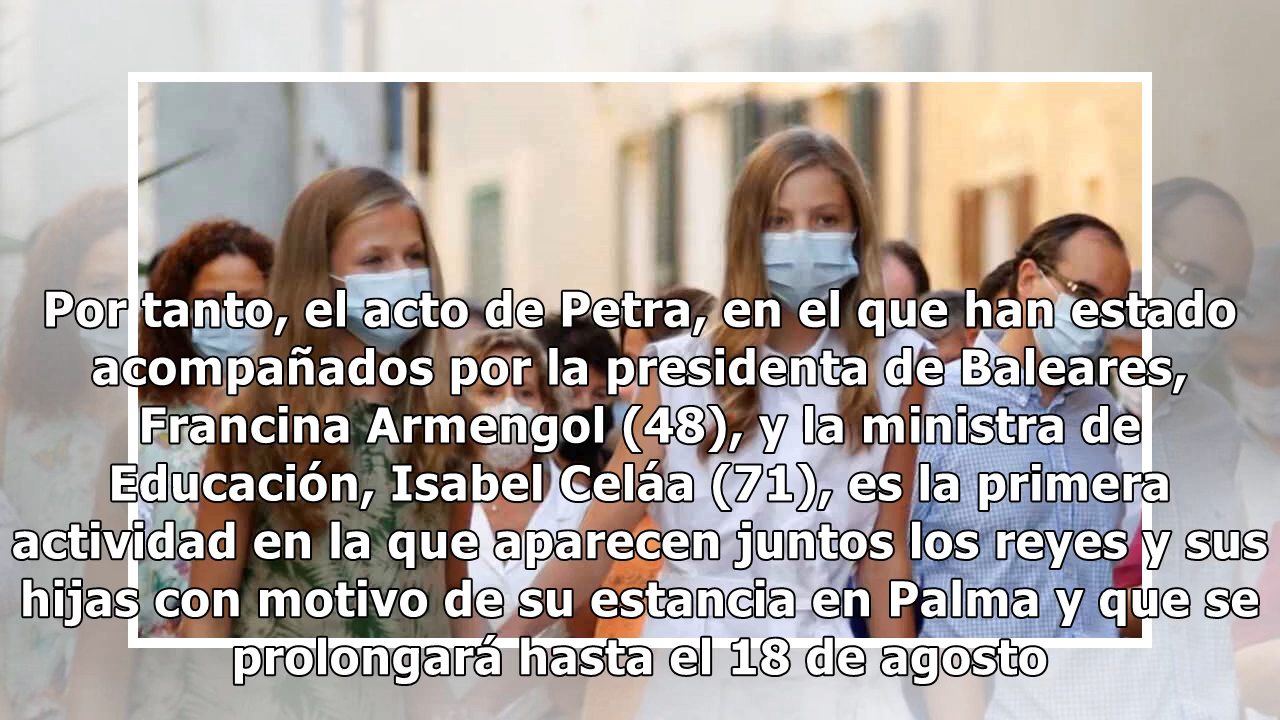 Por tanto, el acto de Petra, en el que han estado
acompañados por la presidenta de Baleares,
Francina Armengol (48), y la ministra de
Educación, Isabel Celáa (71), es la primera
actividad en la que aparecen juntos los reyes y sus
hijas con motivo de su estancia en Palma y que se
prolongará hasta el 18 de agosto